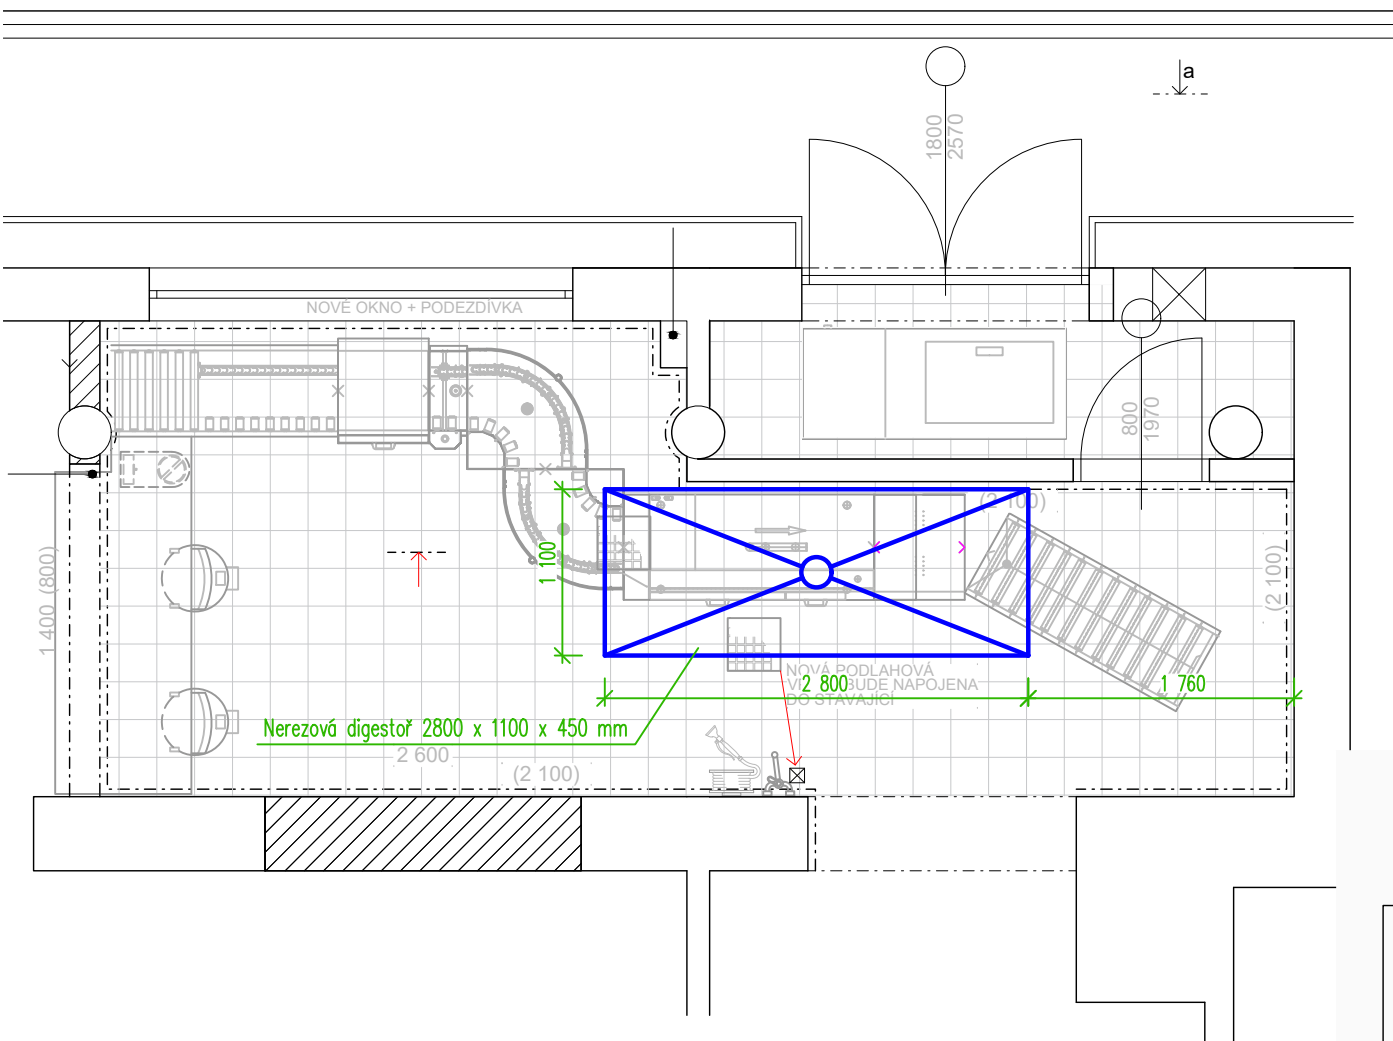 a
1800
2570
NOVÉ OKNO + PODEZDÍVKA
800
1970
(2 100)
1 100
1 400 (800)
(2 100)
NOVÁ PODLAHOVÁ
2 800
BUDE NAPOJENA
DO STÁVAJÍCÍ
1 760
Nerezová digestoř 2800 x 1100 x 450 mm
2 600
(2 100)